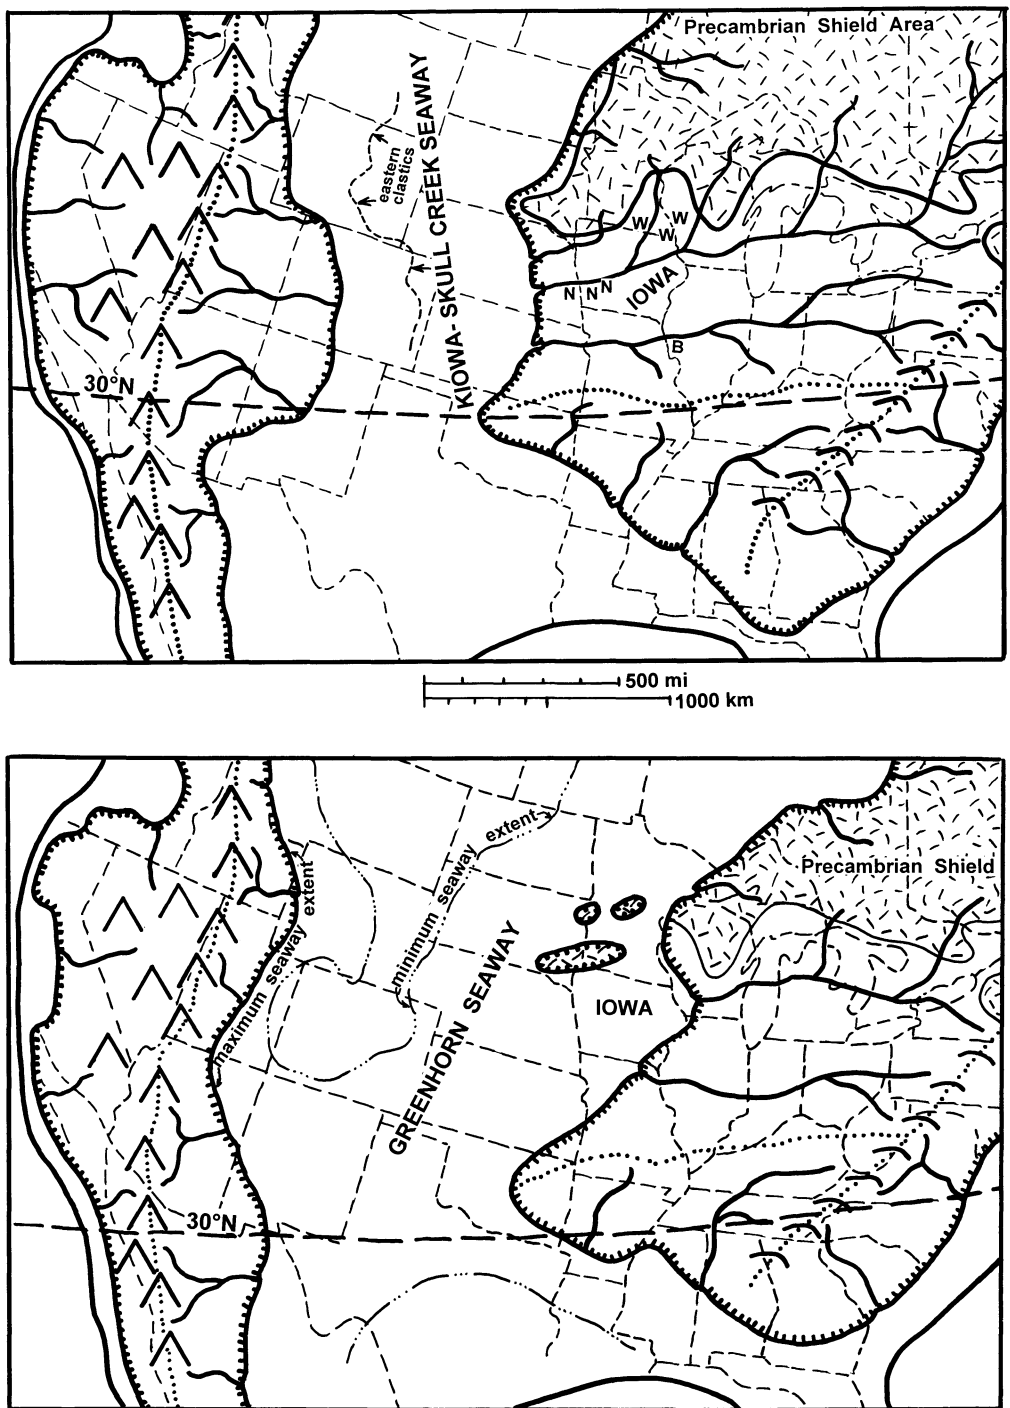 Precambrian Shield Area
KIOWA- SKULL CREEK SEAWAY
eastern
clastics
W
W
W
IOWA
N
N
N
B
30°N
500 mi
1000 km
extent
minimum seaway
Precambrian Shield
extent
maximum seaway
GREENHORN SEAWAY
IOWA
30°N